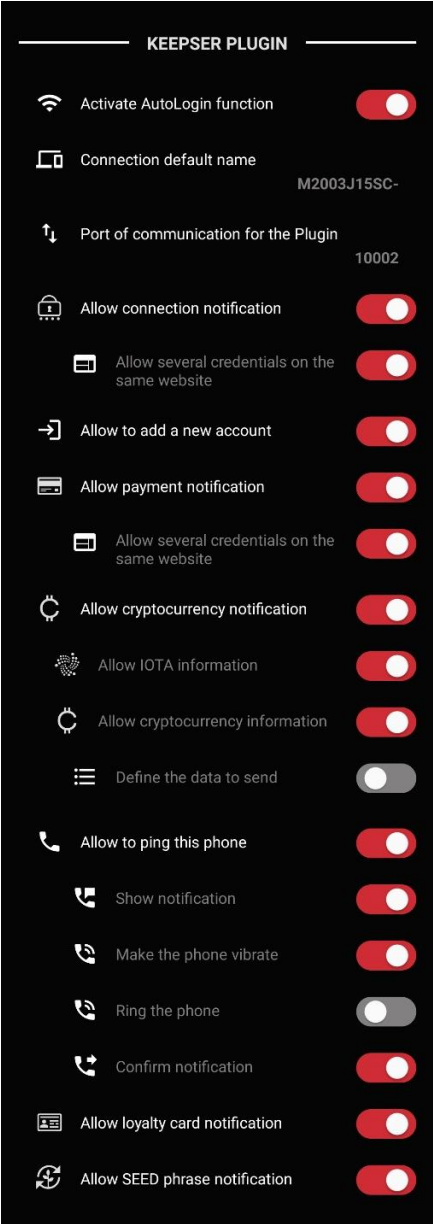 KEEPSER PLUGIN
Activate AutoLogin function
Connection default name
M2003J15SC-
Port of communication for the Plugin
10002
Allow connection notification
Allow several credentials on the
same website
Allow to add a new account
Allow payment notification
Allow several credentials on the
same website
Allow cryptocurrency notification
Allow IOTA information
Allow cryptocurrency information
Define the data to send
Allow to ping this phone
Show notification
Make the phone vibrate
Ring the phone
Confirm notification
Allow loyalty card notification
Allow SEED phrase notification